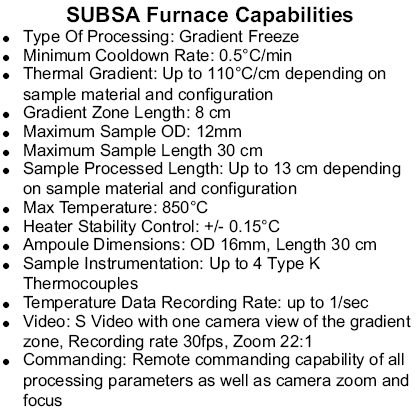 SUBSA Furnace Capabilities
● Type Of Processing: Gradient Freeze
● Minimum Cooldown Rate: 0.5°C/min
● Thermal Gradient: Up to 110°C/cm depending on
sample material and configuration
● Gradient Zone Length: 8 cm
● Maximum Sample OD: 12mm
● Maximum Sample Length 30 cm
● Sample Processed Length: Up to 13 cm depending
on sample material and configuration
● Max Temperature: 850°C
● Heater Stability Control: +/- 0.15°C
● Ampoule Dimensions: OD 16mm, Length 30 cm
● Sample Instrumentation: Up to 4 Type K
Thermocouples
● Temperature Data Recording Rate: up to 1/sec
● Video: S Video with one camera view of the gradient
zone, Recording rate 30fps, Zoom 22:1
● Commanding: Remote commanding capability of all
processing parameters as well as camera zoom and
focus